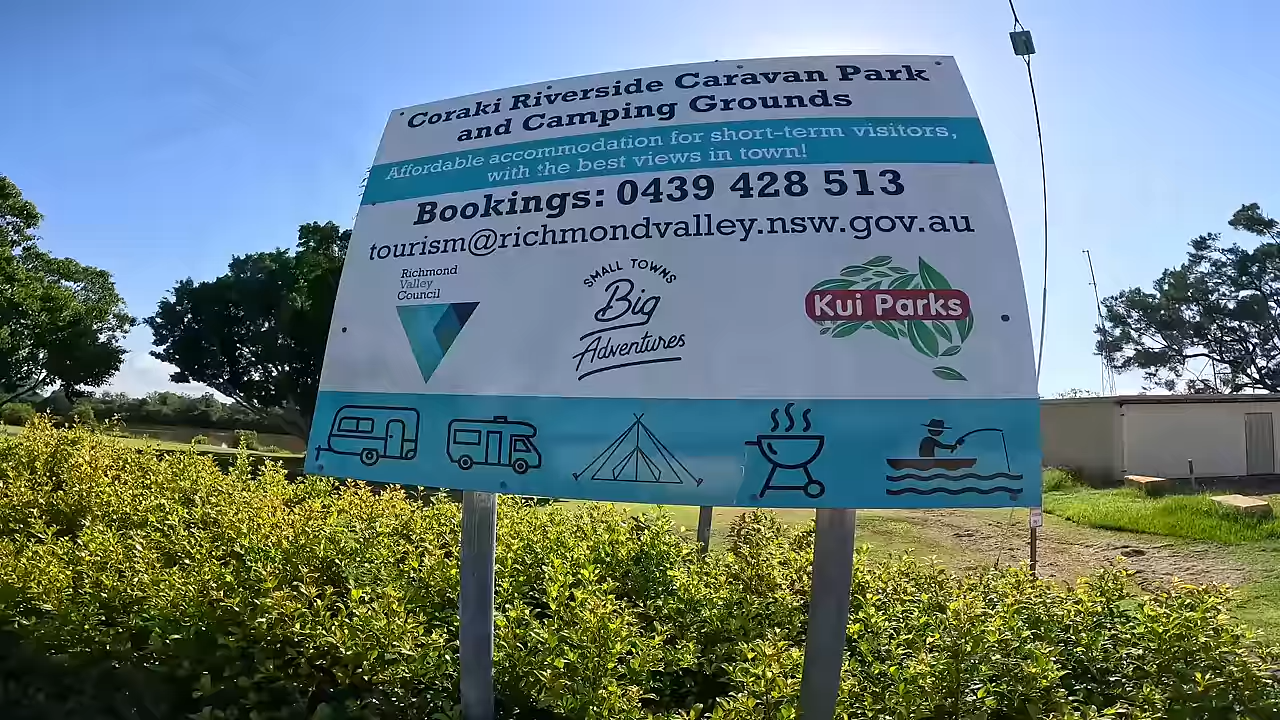 Coraki Riverside Caravan Park
and Camping Grounds
Affordable accommodation for short-term visitors,
with the best views in town!
Bookings: 0439 428 513
tourism@richmondvalley.nsw.gov.au
Richmond
Valley
Council
SMALL TOWNS
Big
Adventures
Kui Parks